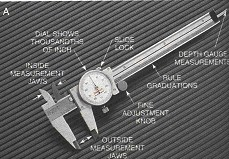 A
DIAL SHOWS
THOUSANDTHS
OF INCH
SLIDE
LOCK
DEPTH GAUGE
MEASUREMENTS
INSIDE
MEASUREMENT
JAWS
RULE
GRADUATIONS
FINE
ADJUSTMENT
KNOB
OUTSIDE
MEASUREMENT
JAWS